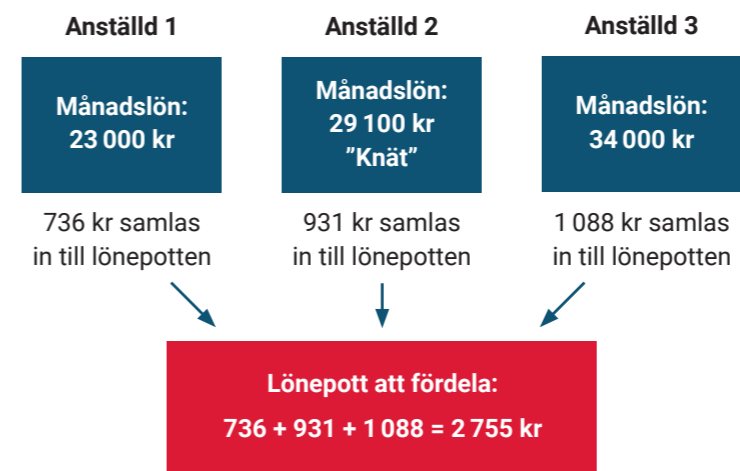 Anställd 1
Månadslön:
23 000 kr
736 kr samlas
in till lönepotten
Anställd 2
Månadslön:
29 100 kr
”Knät”
931 kr samlas
in till lönepotten
Anställd 3
Månadslön:
34 000 kr
1 088 kr samlas
in till lönepotten
Lönepott att fördela:
736 + 931 + 1 088 = 2 755 kr